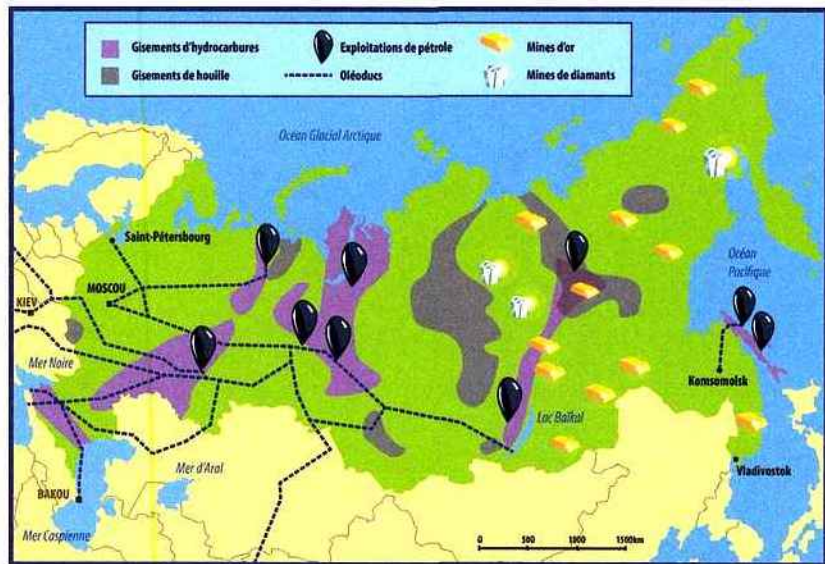 Gisements d'hydrocarbures
Exploitations de pétrole
Mines d'or
Gisements de houille
Oléoducs
Mines de diamants
Océan Glacial Arctique
Saint-Pétersbourg
MOSCOU
KIEV
Océan
Pacifique
Mer Noire
Komsomolsk
Lac Baïkal
Mer d'Aral
Vladivostok
BAKOU
Mer Caspienne
0 500 1000 1500km